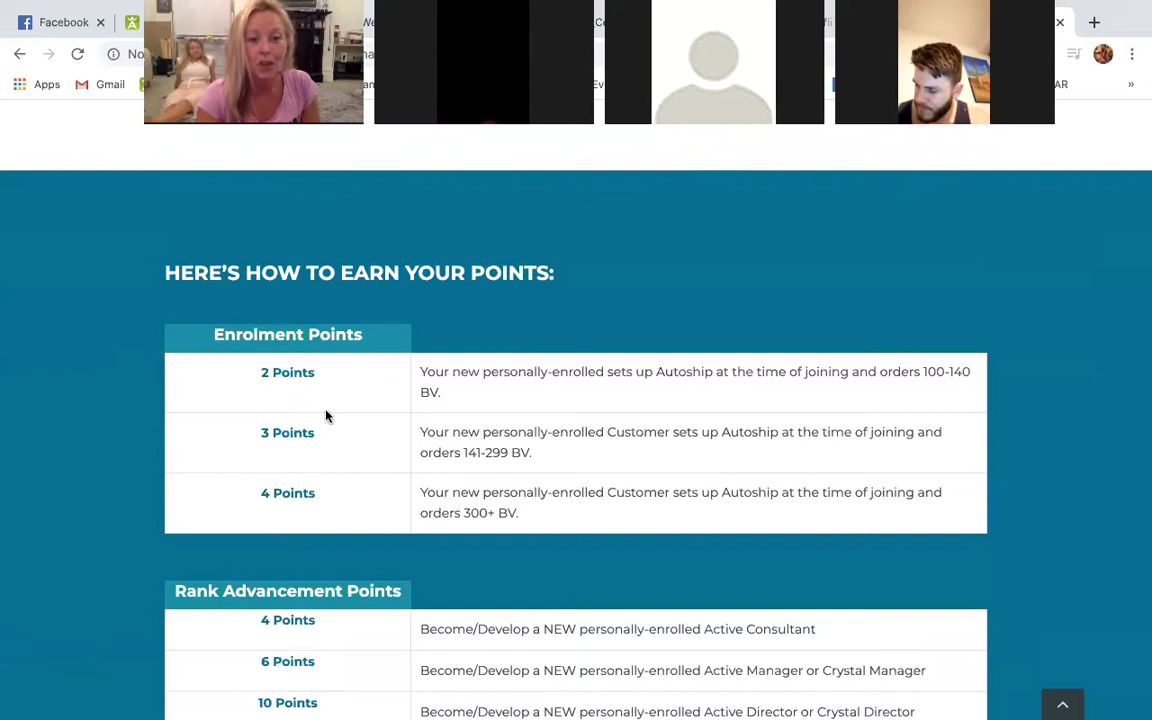 Facebook
No
Apps
Gmail
AR
»
HERE'S HOW TO EARN YOUR POINTS:
Enrolment Points
2 Points
Your new personally-enrolled sets up Autoship at the time of joining and orders 100-140
BV.
3 Points
Your new personally-enrolled Customer sets up Autoship at the time of joining and
orders 141-299 BV.
4 Points
Your new personally-enrolled Customer sets up Autoship at the time of joining and
orders 300+ BV.
Rank Advancement Points
4 Points
Become/Develop a NEW personally-enrolled Active Consultant
6 Points
Become/Develop a NEW personally-enrolled Active Manager or Crystal Manager
10 Points
Become/Develop a NEW personally-enrolled Active Director or Crystal Director